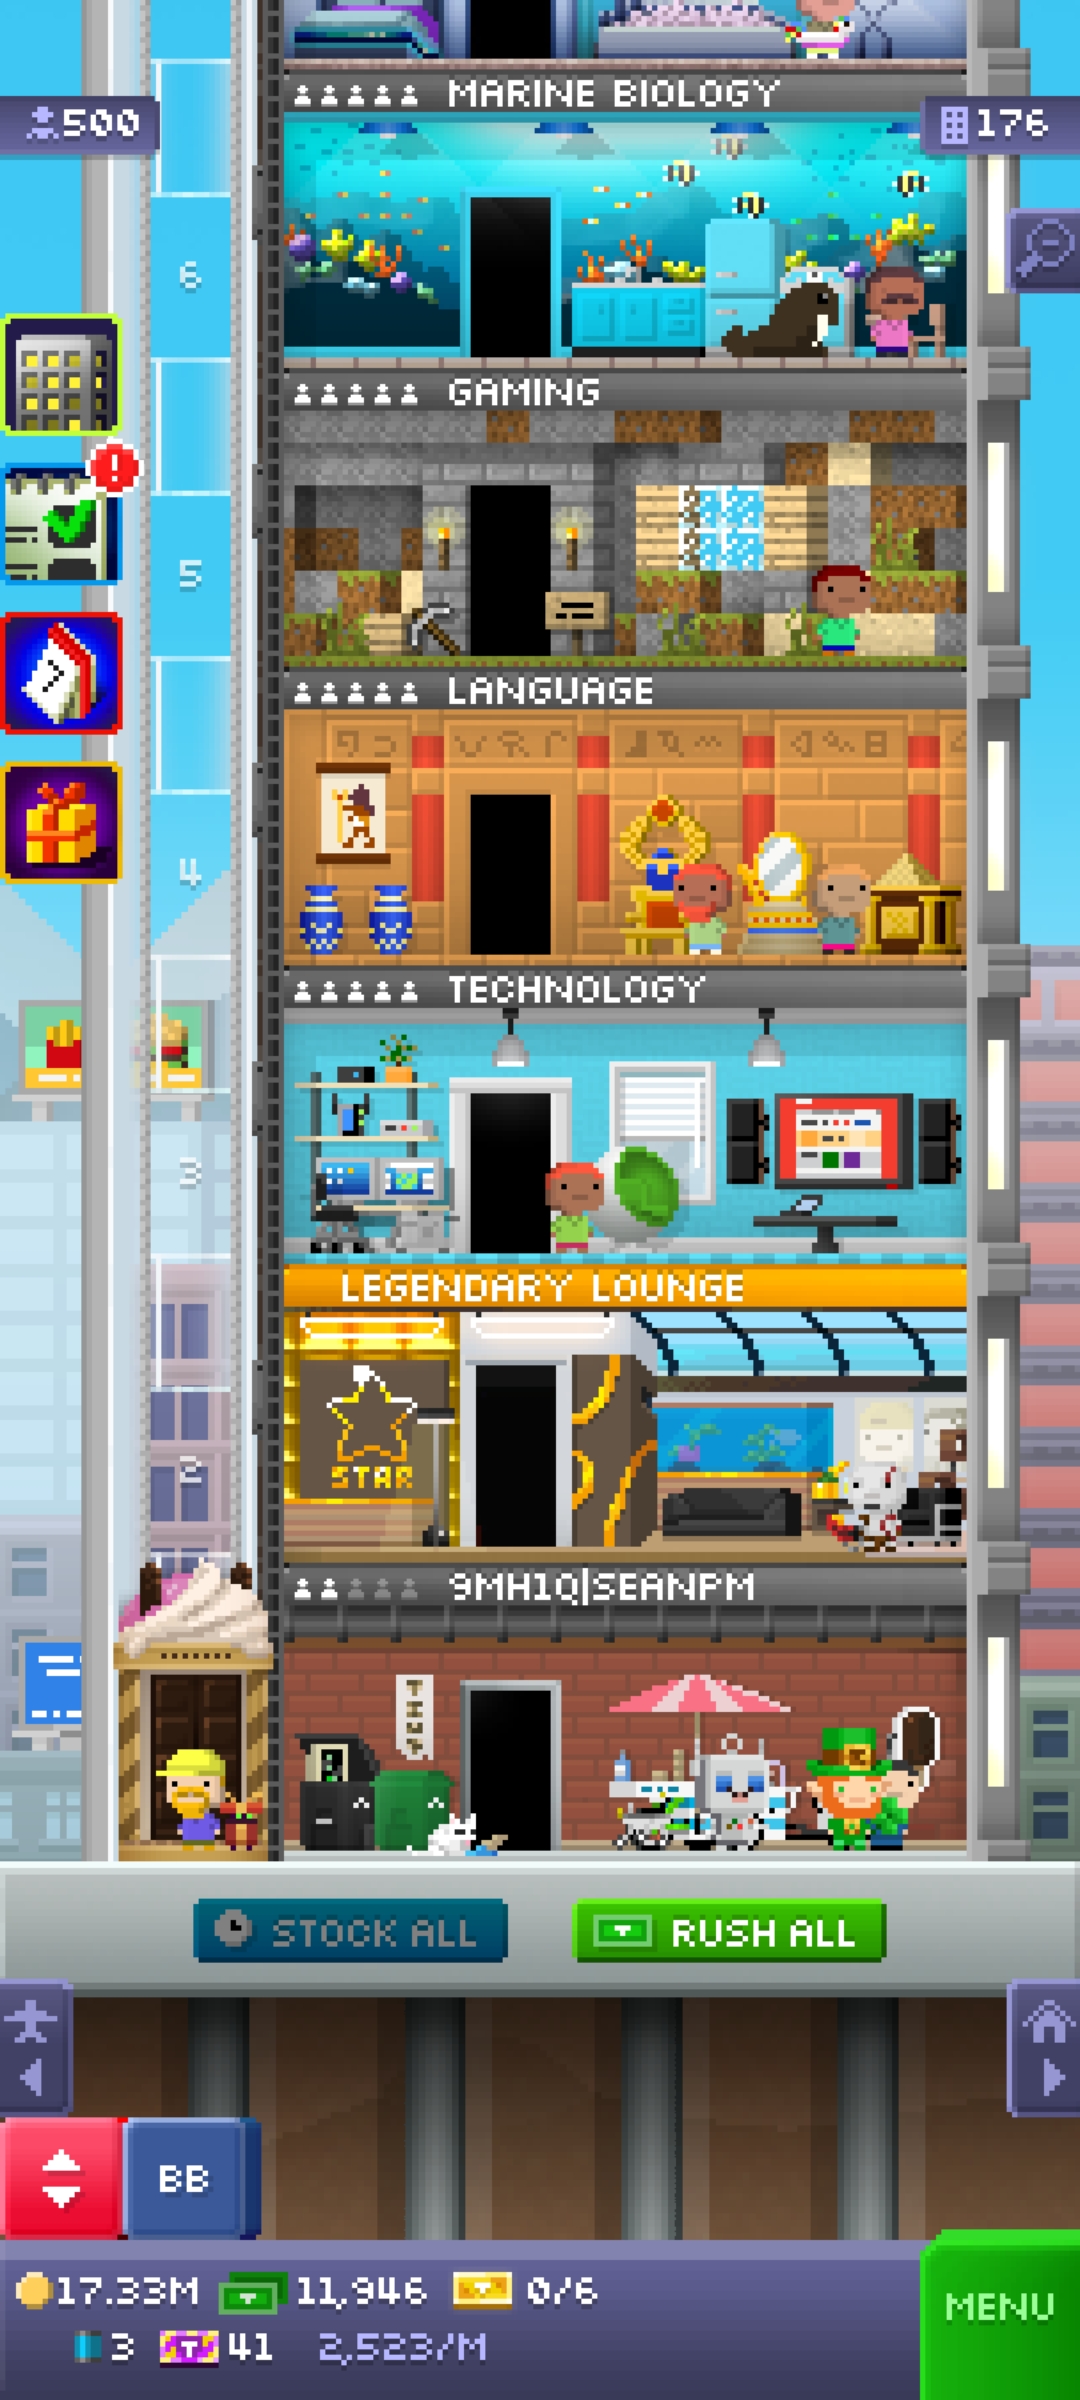 MARINE BIOLOGY
500
176
6
GAMING
5
LANGUAGE
4
TECHNOLOGY
3
LEGENDARY LOUNGE
STAR
2
9MH1Q|SEANPM
STOCK ALL
RUSH ALL
BB
17.33M
11,946
0/6
3
41
2,523/M
MENU